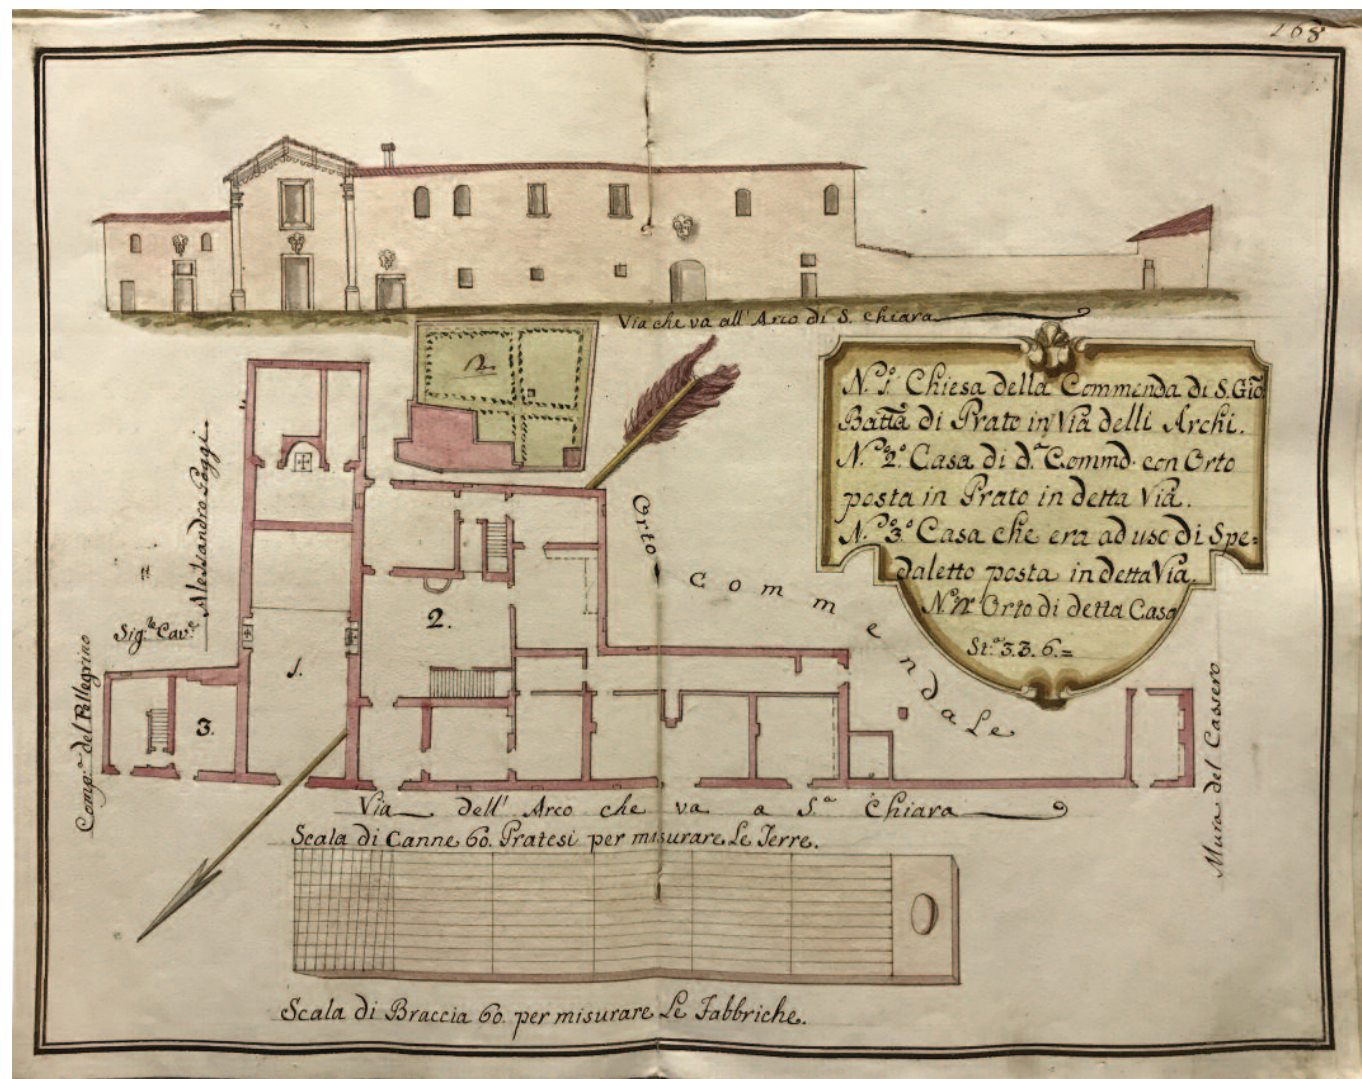 168
Via che va all' Arco di S. Chiara
N.º 1.º Chiesa della Commenda di S. Gio
Batta di Prato in Via delli Archi.
N.º 2.º Casa di d.ª Commd. con Orto
posta in Prato in detta Via.
N.º 3.º Casa che era ad uso di Spe=
daletto posta in detta Via.
Orto di detta Casa
St.ª 3. 3. 6.=
Orto Commendale
Sig.re Cav.e
Alessandro Poggi
Comp.ª del Pellegrino
1.
2.
3.
Mura del Cassero
Via dell' Arco che va a S.ª Chiara
Scala di Canne 60. Pratesi per misurare Le Terre.
Scala di Braccia 60. per misurare Le Fabbriche.